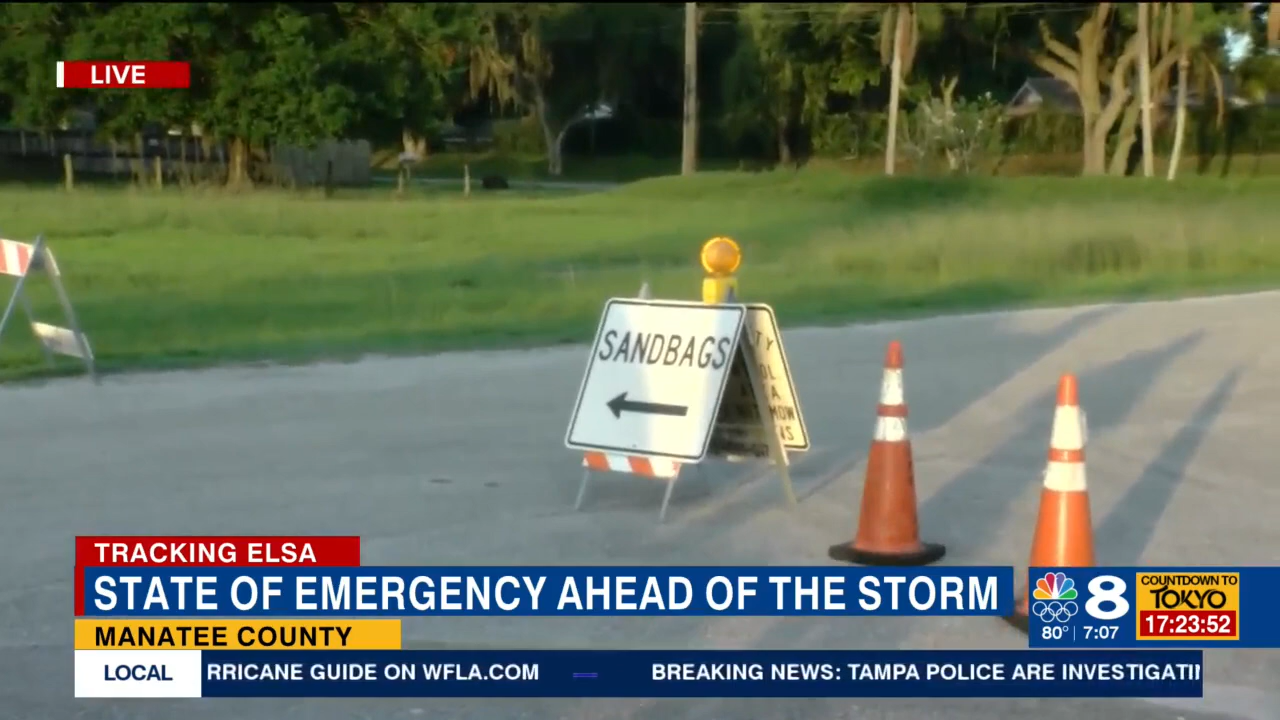 LIVE
SANDBAGS
TRACKING ELSA
STATE OF EMERGENCY AHEAD OF THE STORM
MANATEE COUNTY
8
80° | 7:07
COUNTDOWN TO
TOKYO
17:23:52
LOCAL
RRICANE GUIDE ON WFLA.COM
BREAKING NEWS: TAMPA POLICE ARE INVESTIGATI